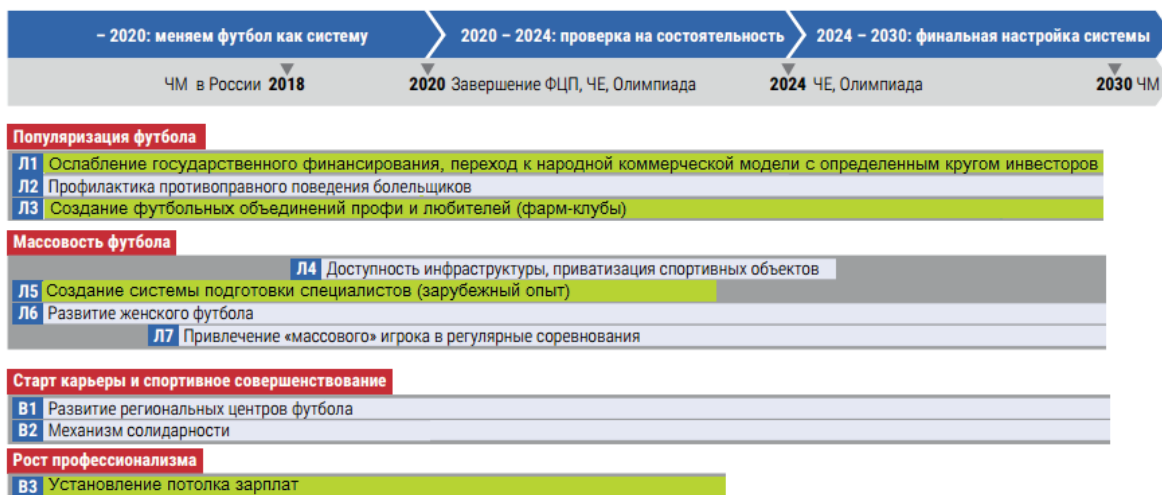 – 2020: меняем футбол как систему
2020 – 2024: проверка на состоятельность
2024 – 2030: финальная настройка системы
ЧМ в России 2018
2020 Завершение ФЦП, ЧЕ, Олимпиада
2024 ЧЕ, Олимпиада
2030 ЧМ
Популяризация футбола
Л1 Ослабление государственного финансирования, переход к народной коммерческой модели с определенным кругом инвесторов
Л2 Профилактика противоправного поведения болельщиков
Л3 Создание футбольных объединений профи и любителей (фарм-клубы)
Массовость футбола
Л4 Доступность инфраструктуры, приватизация спортивных объектов
Л5 Создание системы подготовки специалистов (зарубежный опыт)
Л6 Развитие женского футбола
Л7 Привлечение «массового» игрока в регулярные соревнования
Старт карьеры и спортивное совершенствование
В1 Развитие региональных центров футбола
В2 Механизм солидарности
Рост профессионализма
В3 Установление потолка зарплат